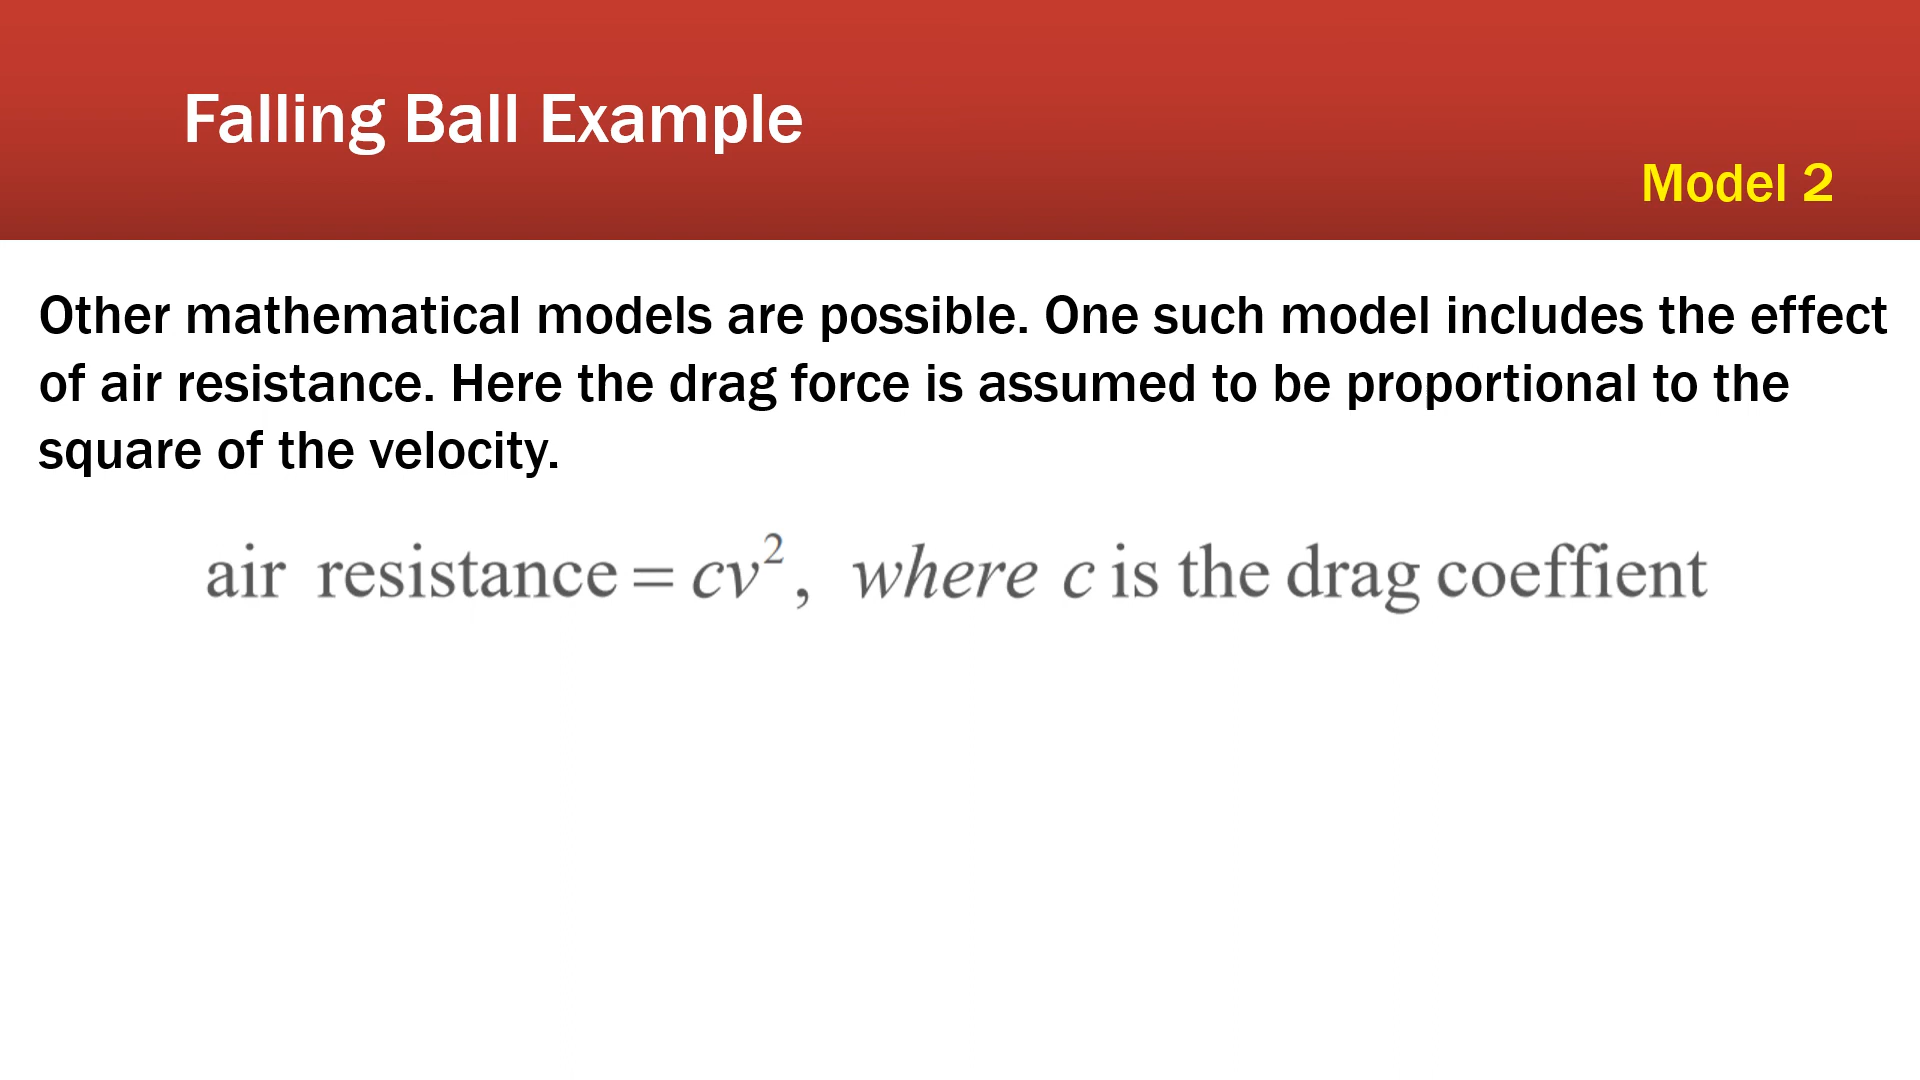 Falling Ball Example
Model 2
Other mathematical models are possible. One such model includes the effect
of air resistance. Here the drag force is assumed to be proportional to the
square of the velocity.
air resistance = cv², where c is the drag coeffient